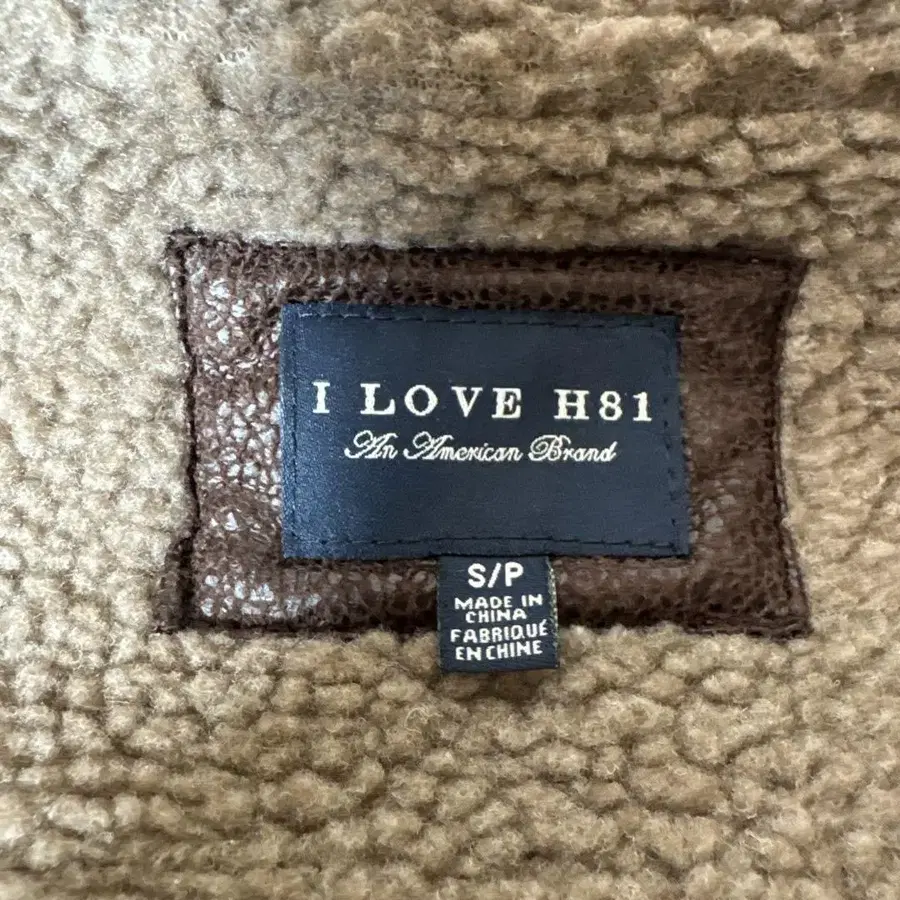 I LOVE H81
An American Brand
S/P
MADE IN
CHINA
FABRIQUÉ
EN CHINE